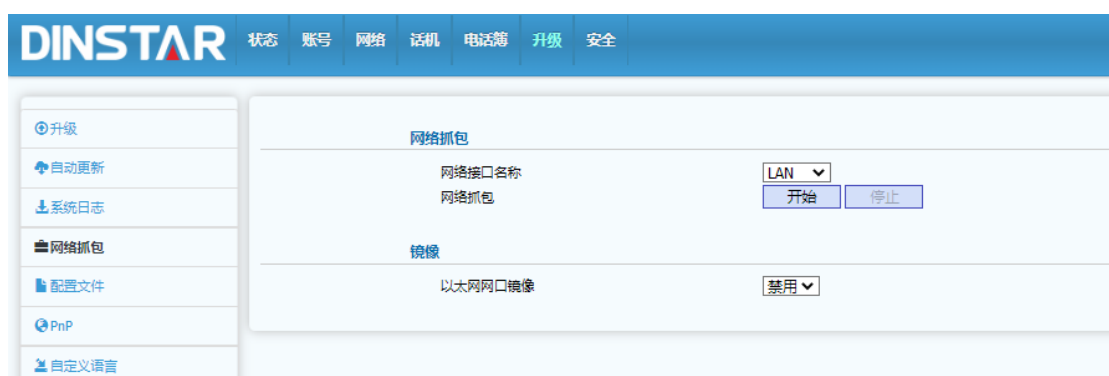 DINSTAR 状态 账号 网络 话机 电话簿 升级 安全
升级
自动更新
系统日志
网络抓包
配置文件
PnP
自定义语言
网络抓包
网络接口名称 LAN
网络抓包 开始 停止
镜像
以太网网口镜像 禁用